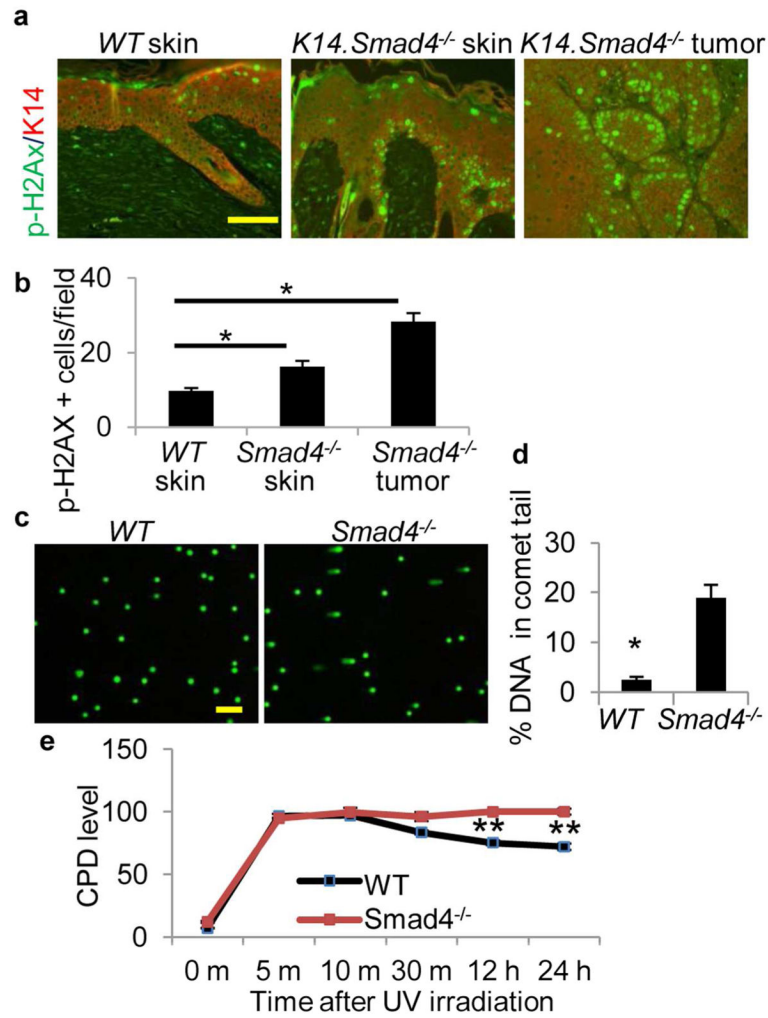 a
WT skin
K14.Smad4-/- skin
K14.Smad4-/- tumor
p-H2Ax/K14
b
p-H2AX + cells/field
40
20
0
*
*
WT skin
Smad4-/- skin
Smad4-/- tumor
c
WT
Smad4-/-
d
% DNA in comet tail
30
20
10
0
*
WT
Smad4-/-
e
CPD level
150
100
50
0
**
**
WT
Smad4-/-
0 m
5 m
10 m
30 m
12 h
24 h
Time after UV irradiation